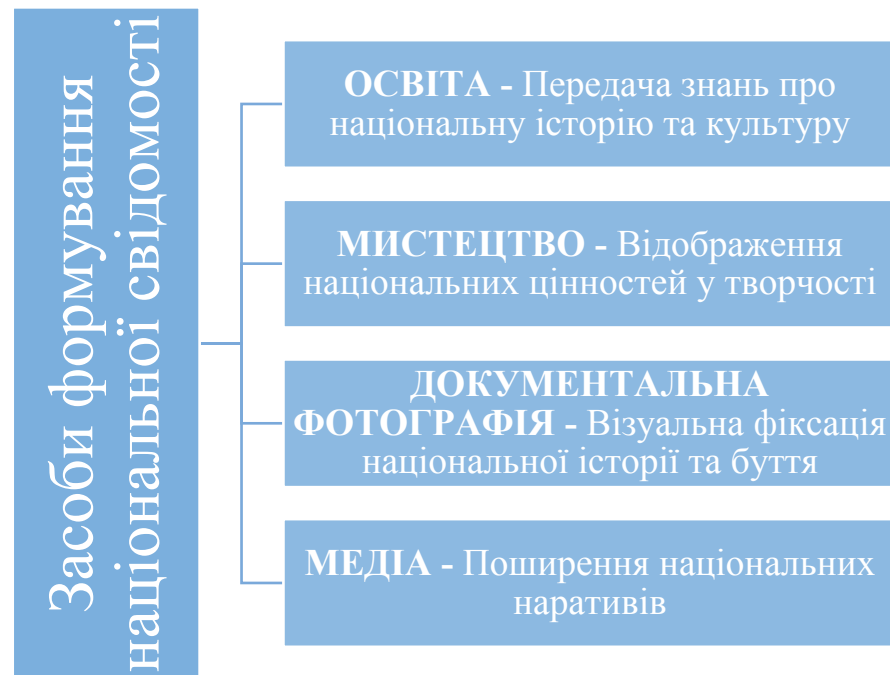 Засоби формування
національної свідомості
ОСВІТА - Передача знань про
національну історію та культуру
МИСТЕЦТВО - Відображення
національних цінностей у творчості
ДОКУМЕНТАЛЬНА
ФОТОГРАФІЯ - Візуальна фіксація
національної історії та буття
МЕДІА - Поширення національних
наративів